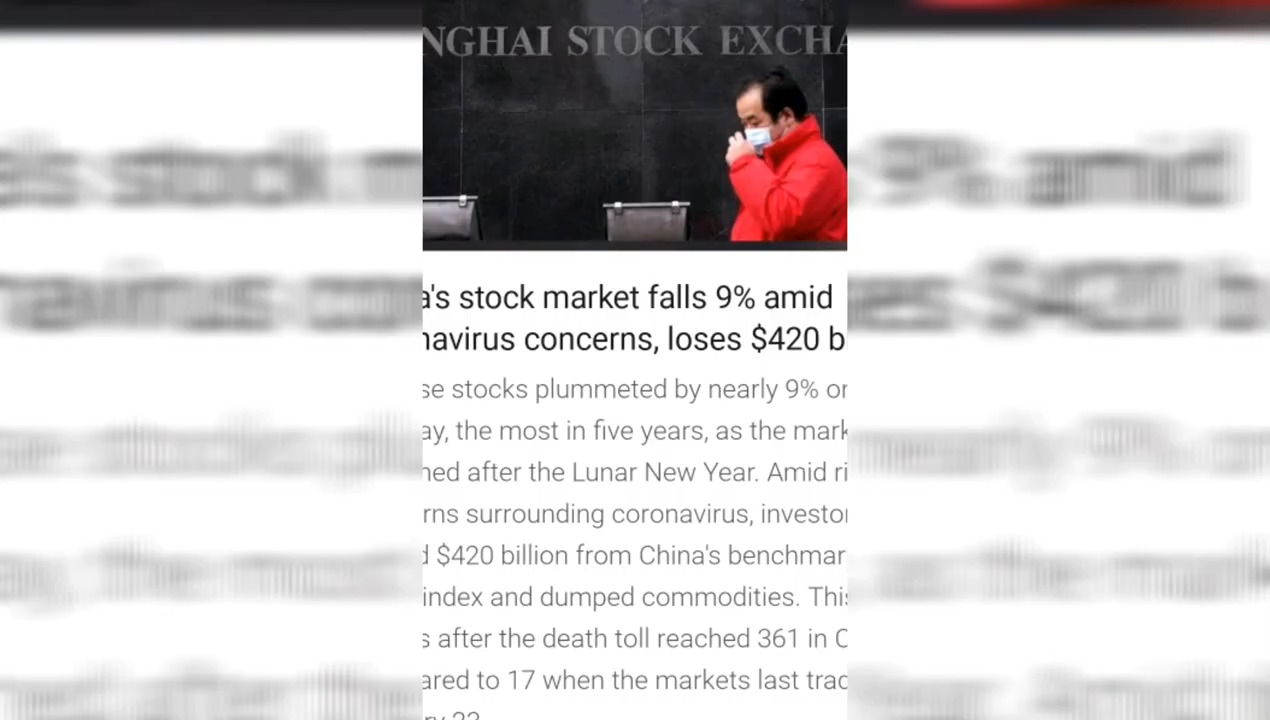 NGHAI STOCK EXCHA
a's stock market falls 9% amid
navirus concerns, loses $420 b
se stocks plummeted by nearly 9% or
ay, the most in five years, as the mark
ned after the Lunar New Year. Amid ri
rns surrounding coronavirus, investor
d $420 billion from China's benchmar
index and dumped commodities. This
s after the death toll reached 361 in C
ared to 17 when the markets last trad
ry 23